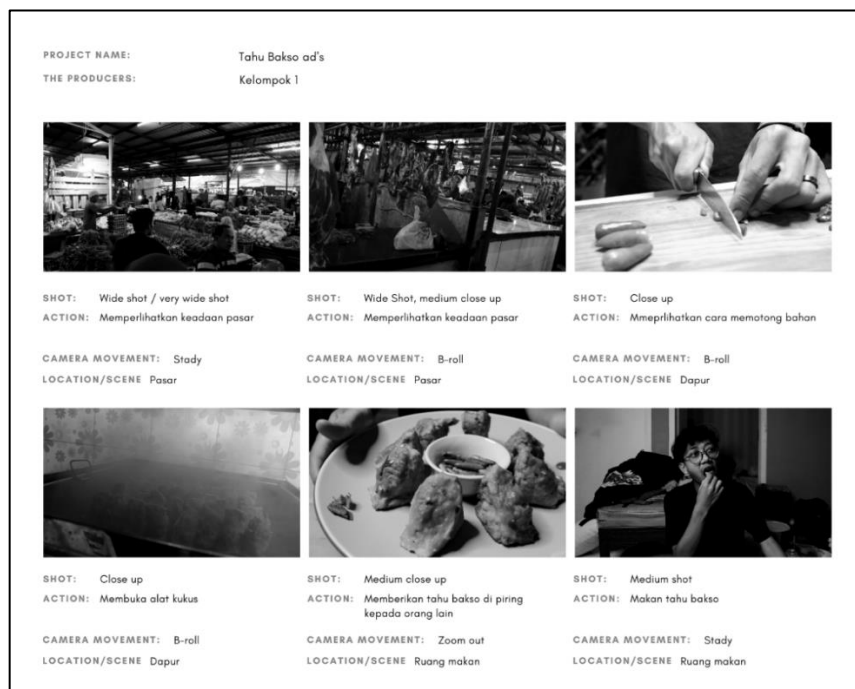 PROJECT NAME: Tahu Bakso ad's
THE PRODUCERS: Kelompok 1
SHOT: Wide shot / very wide shot
ACTION: Memperlihatkan keadaan pasar
CAMERA MOVEMENT: Stady
LOCATION/SCENE Pasar
SHOT: Wide Shot, medium close up
ACTION: Memperlihatkan keadaan pasar
CAMERA MOVEMENT: B-roll
LOCATION/SCENE Pasar
SHOT: Close up
ACTION: Mmeprlihatkan cara memotong bahan
CAMERA MOVEMENT: B-roll
LOCATION/SCENE Dapur
SHOT: Close up
ACTION: Membuka alat kukus
CAMERA MOVEMENT: B-roll
LOCATION/SCENE Dapur
SHOT: Medium close up
ACTION: Memberikan tahu bakso di piring
kepada orang lain
CAMERA MOVEMENT: Zoom out
LOCATION/SCENE Ruang makan
SHOT: Medium shot
ACTION: Makan tahu bakso
CAMERA MOVEMENT: Stady
LOCATION/SCENE Ruang makan